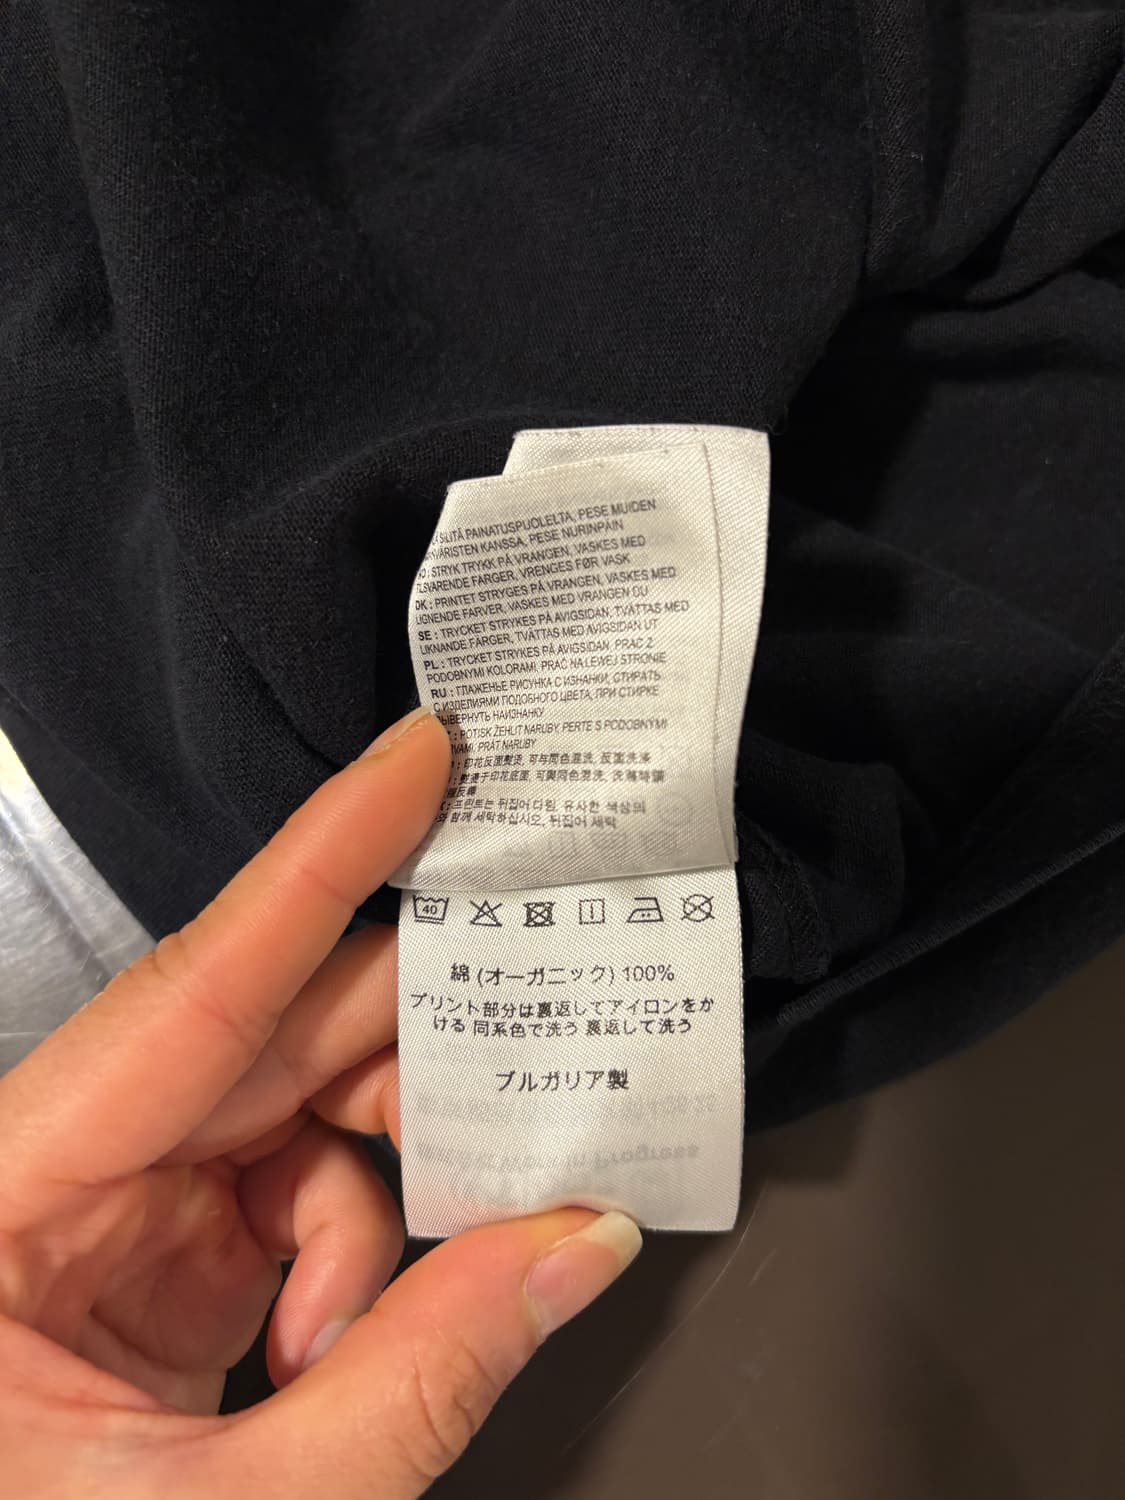 SILITÄ PAINATUSPUOLELTA, PESE MUIDEN
KANSSA, PESE NURINPÄIN
STRYK TRYKK PÅ VRANGEN, VASKES MED
TILSVARENDE FARGER, VRENGES FØR VASK
DK : PRINTET STRYGES PÅ VRANGEN, VASKES MED
LIGNENDE FARVER, VASKES MED VRANGEN UD
SE : TRYCKET STRYKES PÅ AVIGSIDAN, TVÄTTAS MED
LIKNANDE FÄRGER, TVÄTTAS MED AVIGSIDAN UT
PL : TRYCKET STRYKES PÅ AVIGSIDAN, PRAĆ Z
PODOBNYMI KOLORAMI, PRAĆ NA LEWEJ STRONIE
RU : ГЛАЖЕНЬЕ РИСУНКА С ИЗНАНКИ, СТИРАТЬ
С ИЗДЕЛИЯМИ ПОДОБНОГО ЦВЕТА, ПРИ СТИРКЕ
ВЫВЕРНУТЬ НАИЗНАНКУ
: POTISK ŽEHLIT NARUBY, PERTE S PODOBNÝMI
PRÁT NARUBY
: 印花反面熨烫, 可与同色混洗, 反面洗涤
: 熨燙于印花底面, 可與同色混洗, 洗滌時請
反轉
: 프린트는 뒤집어 다림, 유사한 색상의
함께 세탁하십시오, 뒤집어 세탁
40
綿 (オーガニック) 100%
プリント部分は裏返してアイロンをか
ける 同系色で洗う 裏返して洗う
ブルガリア製